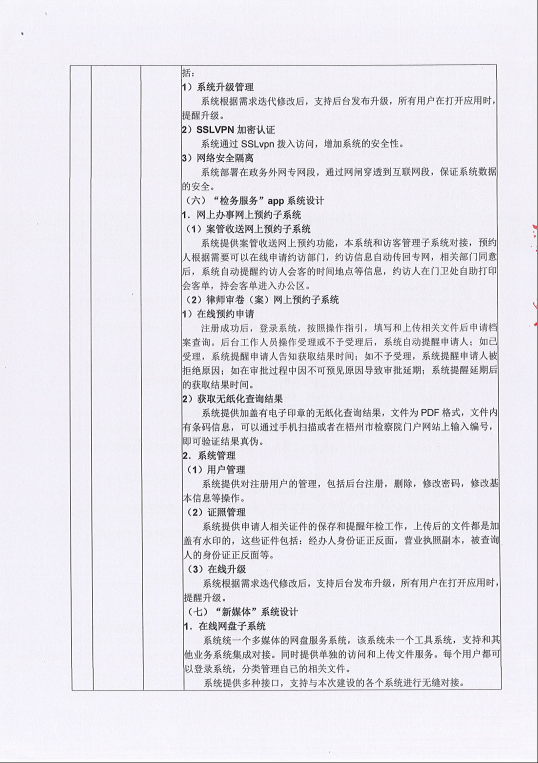 括：
1）系统升级管理
系统根据需求迭代修改后，支持后台发布升级，所有用户在打开应用时，
提醒升级。
2）SSLVPN 加密认证
系统通过 SSLvpn 拨入访问，增加系统的安全性。
3）网络安全隔离
系统部署在政务外网专网段，通过网闸穿透到互联网段，保证系统数据
的安全。
（六）“检务服务”app 系统设计
1．网上办事网上预约子系统
（1）案管收送网上预约子系统
系统提供案管收送网上预约功能，本系统和访客管理子系统对接，预约
人根据需要可以在线申请约访部门，约访信息自动传回专网，相关部门同意
后，系统自动提醒约访人会客的时间地点等信息，约访人在门卫处自助打印
会客单，持会客单进入办公区。
（2）律师审卷（案）网上预约子系统
1）在线预约申请
注册成功后，登录系统，按照操作指引，填写和上传相关文件后申请档
案查询。后台工作人员操作受理或不予受理后，系统自动提醒申请人；如已
受理，系统提醒申请人告知获取结果时间；如不予受理，系统提醒申请人被
拒绝原因；如在审批过程中因不可预见原因导致审批延期；系统提醒延期后
的获取结果时间。
2）获取无纸化查询结果
系统提供加盖有电子印章的无纸化查询结果，文件为 PDF 格式，文件内
有条码信息，可以通过手机扫描或者在梧州市检察院门户网站上输入编号，
即可验证结果真伪。
2．系统管理
（1）用户管理
系统提供对注册用户的管理，包括后台注册，删除，修改密码，修改基
本信息等操作。
（2）证照管理
系统提供申请人相关证件的保存和提醒年检工作，上传后的文件都是加
盖有水印的，这些证件包括：经办人身份证正反面，营业执照副本，被查询
人的身份证正反面等。
（3）在线升级
系统根据需求迭代修改后，支持后台发布升级，所有用户在打开应用时，
提醒升级。
（七）“新媒体”系统设计
1．在线网盘子系统
系统统一个多媒体的网盘服务系统，该系统未一个工具系统，支持和其
他业务系统集成对接。同时提供单独的访问和上传文件服务。每个用户都可
以登录系统，分类管理自己的相关文件。
系统提供多种接口，支持与本次建设的各个系统进行无缝对接。